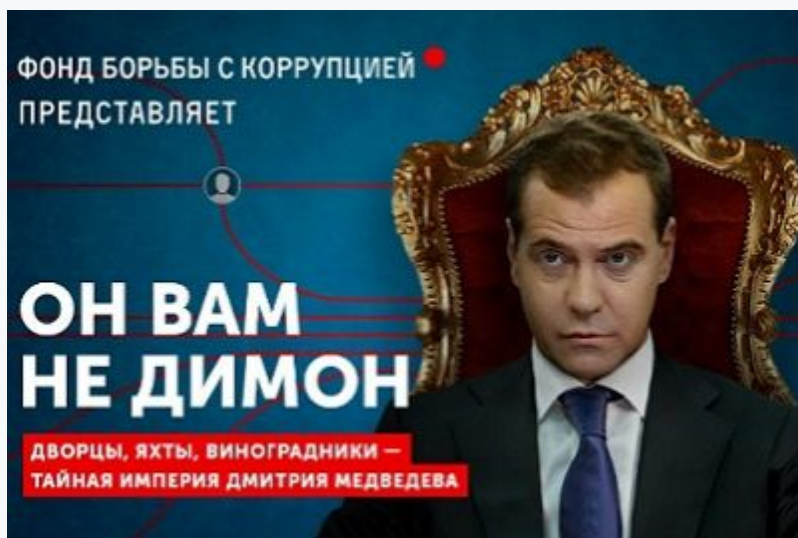 ФОНД БОРЬБЫ С КОРРУПЦИЕЙ
ПРЕДСТАВЛЯЕТ
ОН ВАМ
НЕ ДИМОН
ДВОРЦЫ, ЯХТЫ, ВИНОГРАДНИКИ —
ТАЙНАЯ ИМПЕРИЯ ДМИТРИЯ МЕДВЕДЕВА